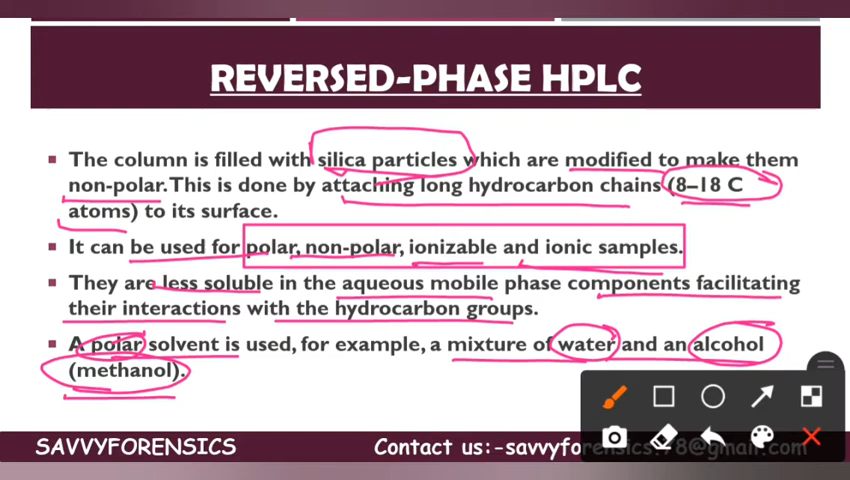 REVERSED-PHASE HPLC
The column is filled with silica particles which are modified to make them
non-polar. This is done by attaching long hydrocarbon chains (8–18 C
atoms) to its surface.
It can be used for polar, non-polar, ionizable and ionic samples.
They are less soluble in the aqueous mobile phase components facilitating
their interactions with the hydrocarbon groups.
A polar solvent is used, for example, a mixture of water and an alcohol
(methanol).
SAVVYFORENSICS
Contact us:-savvyforensics.18@gmail.com